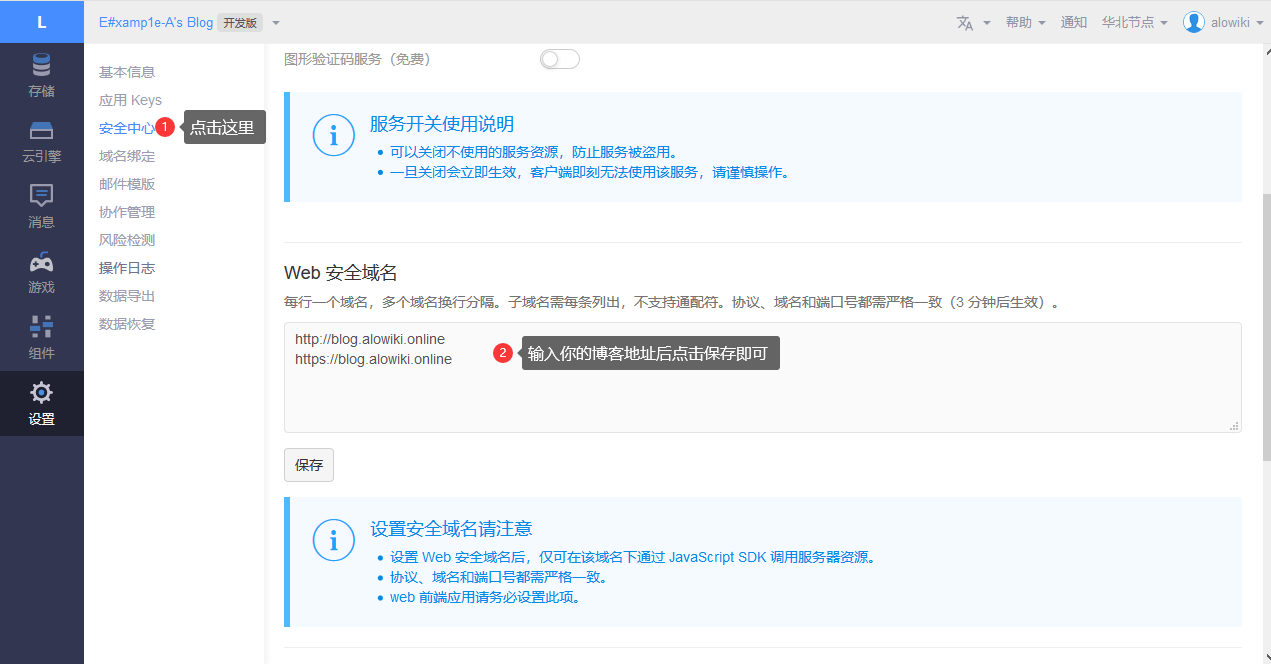 L
E#xamp1e-A's Blog 开发版
帮助 通知 华北节点 alowiki
存储
云引擎
消息
游戏
组件
设置
基本信息
应用 Keys
安全中心 1 点击这里
域名绑定
邮件模版
协作管理
风险检测
操作日志
数据导出
数据恢复
图形验证码服务（免费）
服务开关使用说明
可以关闭不使用的服务资源，防止服务被盗用。
一旦关闭会立即生效，客户端即刻无法使用该服务，请谨慎操作。
Web 安全域名
每行一个域名，多个域名换行分隔。子域名需每条列出，不支持通配符。协议、域名和端口号都需严格一致（3 分钟后生效）。
http://blog.alowiki.online
https://blog.alowiki.online
2 输入你的博客地址后点击保存即可
保存
设置安全域名请注意
设置 Web 安全域名后，仅可在该域名下通过 JavaScript SDK 调用服务器资源。
协议、域名和端口号都需严格一致。
web 前端应用请务必设置此项。